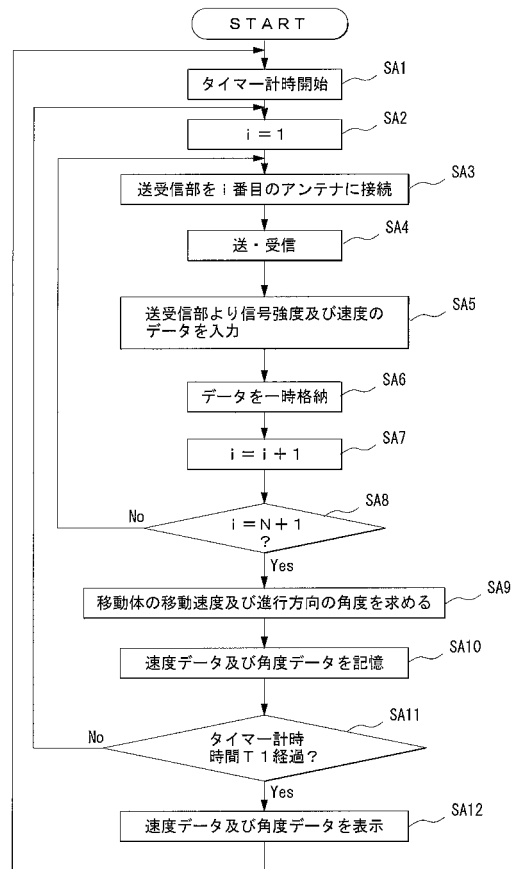 START
タイマー計時開始
SA1
i=1
SA2
送受信部をi番目のアンテナに接続
SA3
送・受信
SA4
送受信部より信号強度及び速度の
データを入力
SA5
データを一時格納
SA6
i=i+1
SA7
i=N+1
?
SA8
No
Yes
移動体の移動速度及び進行方向の角度を求める
SA9
速度データ及び角度データを記憶
SA10
タイマー計時
時間T1経過?
SA11
No
Yes
速度データ及び角度データを表示
SA12